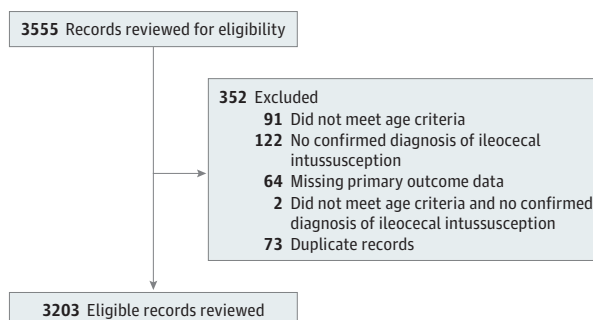 3555 Records reviewed for eligibility
352 Excluded
91 Did not meet age criteria
122 No confirmed diagnosis of ileocecal
intussusception
64 Missing primary outcome data
2 Did not meet age criteria and no confirmed
diagnosis of ileocecal intussusception
73 Duplicate records
3203 Eligible records reviewed